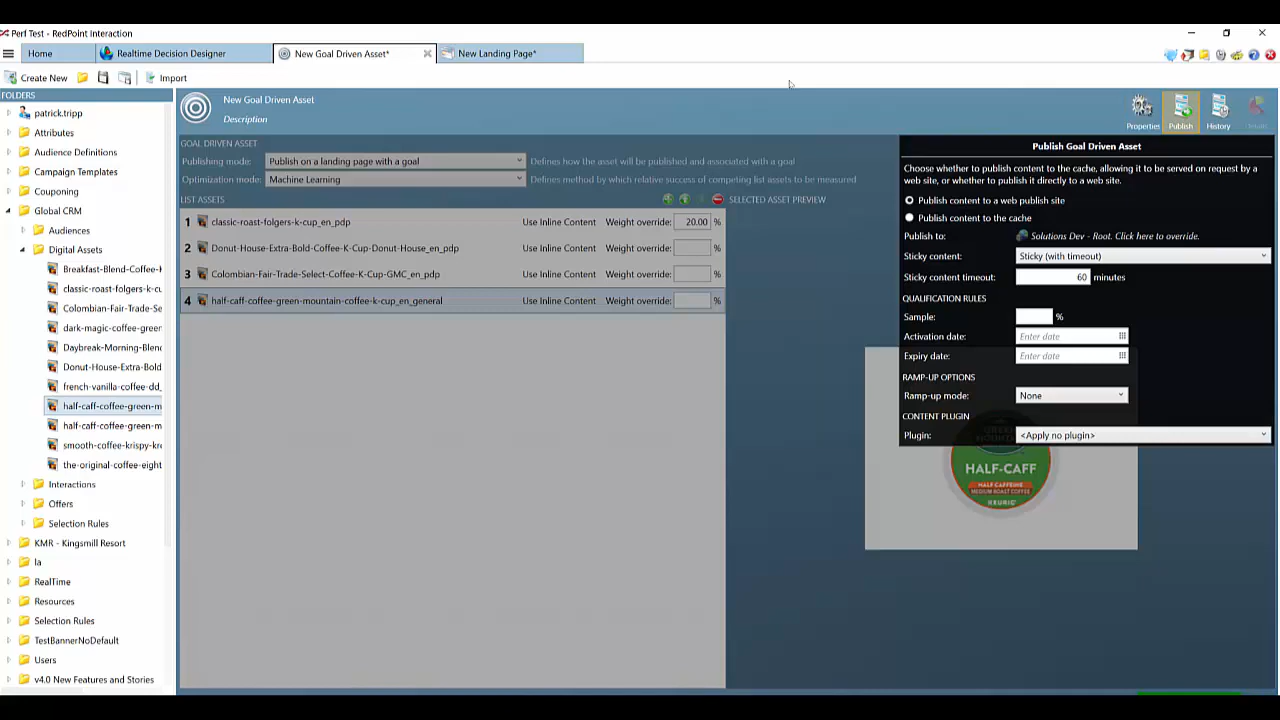 Perf Test - RedPoint Interaction
Home
Realtime Decision Designer
New Goal Driven Asset*
New Landing Page*
Create New
Import
FOLDERS
patrick.tripp
Attributes
Audience Definitions
Campaign Templates
Couponing
Global CRM
Audiences
Digital Assets
Breakfast-Blend-Coffee-K
classic-roast-folgers-k-cu
Colombian-Fair-Trade-Se
dark-magic-coffee-green
Daybreak-Morning-Blend
Donut-House-Extra-Bold
french-vanilla-coffee-dd_
half-caff-coffee-green-m
half-caff-coffee-green-m
smooth-coffee-krispy-kre
the-original-coffee-eight
Interactions
Offers
Selection Rules
KMR - Kingsmill Resort
la
RealTime
Resources
Selection Rules
TestBannerNoDefault
Users
v4.0 New Features and Stories
New Goal Driven Asset
Description
Properties
Publish
History
GOAL DRIVEN ASSET
Publishing mode: Publish on a landing page with a goal Defines how the asset will be published and associated with a goal
Optimization mode: Machine Learning Defines method by which relative success of competing list assets to be measured
LIST ASSETS
SELECTED ASSET PREVIEW
1 classic-roast-folgers-k-cup_en_pdp Use Inline Content Weight override: 20.00 %
2 Donut-House-Extra-Bold-Coffee-K-Cup-Donut-House_en_pdp Use Inline Content Weight override: %
3 Colombian-Fair-Trade-Select-Coffee-K-Cup-GMC_en_pdp Use Inline Content Weight override: %
4 half-caff-coffee-green-mountain-coffee-k-cup_en_general Use Inline Content Weight override: %
Publish Goal Driven Asset
Choose whether to publish content to the cache, allowing it to be served on request by a
web site, or whether to publish it directly to a web site.
Publish content to a web publish site
Publish content to the cache
Publish to: Solutions Dev - Root. Click here to override.
Sticky content: Sticky (with timeout)
Sticky content timeout: 60 minutes
QUALIFICATION RULES
Sample: %
Activation date: Enter date
Expiry date: Enter date
RAMP-UP OPTIONS
Ramp-up mode: None
CONTENT PLUGIN
Plugin: <Apply no plugin>
GREEN
MOUNTAIN
HALF-CAFF
HALF CAFFEINE
MEDIUM ROAST COFFEE
KEURIG